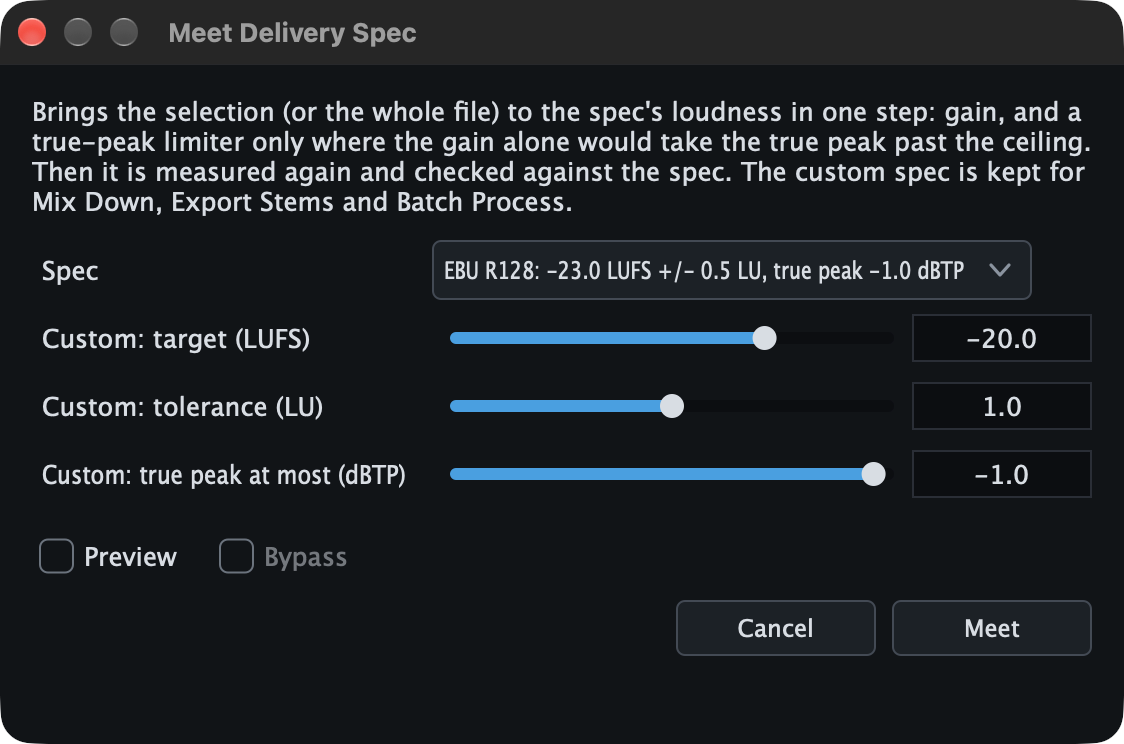 Meet Delivery Spec
Brings the selection (or the whole file) to the spec's loudness in one step: gain, and a
true-peak limiter only where the gain alone would take the true peak past the ceiling.
Then it is measured again and checked against the spec. The custom spec is kept for
Mix Down, Export Stems and Batch Process.
Spec
EBU R128: -23.0 LUFS +/- 0.5 LU, true peak -1.0 dBTP
Custom: target (LUFS)
-20.0
Custom: tolerance (LU)
1.0
Custom: true peak at most (dBTP)
-1.0
Preview
Bypass
Cancel
Meet